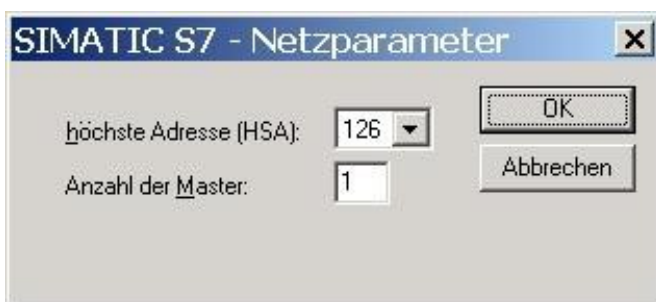 SIMATIC S7 - Netzparameter
höchste Adresse (HSA): 126
OK
Anzahl der Master: 1
Abbrechen